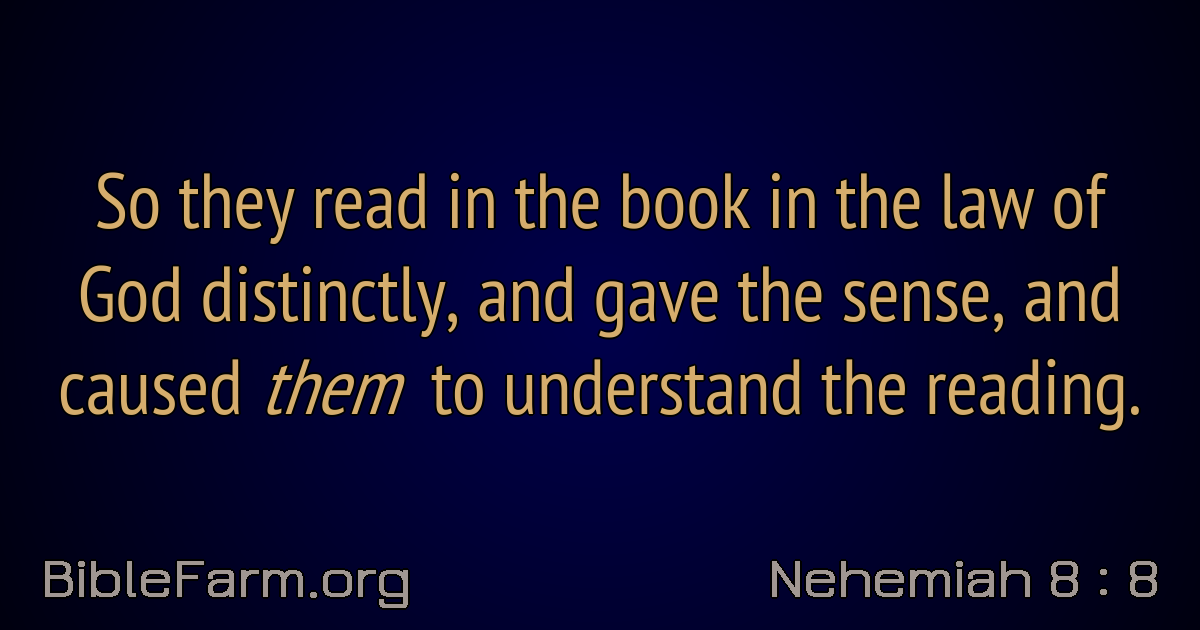 So they read in the book in the law of
God distinctly, and gave the sense, and
caused them to understand the reading.
BibleFarm.org
Nehemiah 8 : 8